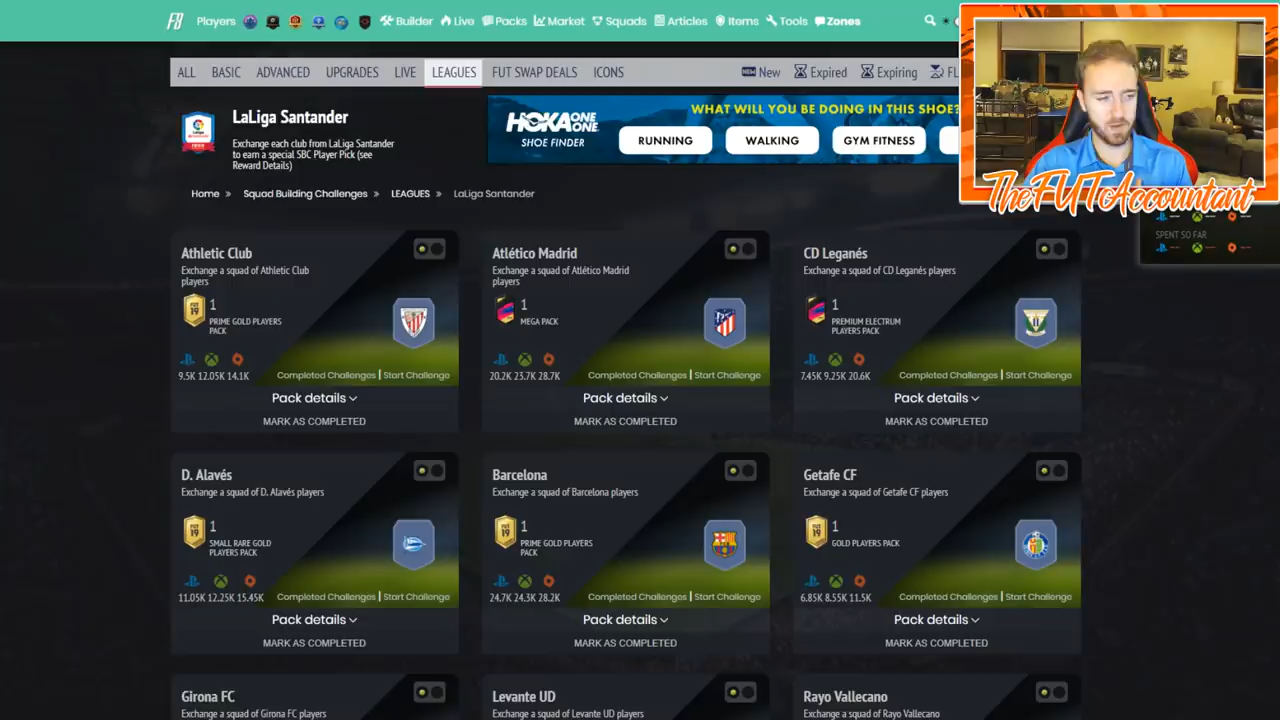 Players Builder Live Packs Market Squads Articles Items Tools Zones
ALL BASIC ADVANCED UPGRADES LIVE LEAGUES FUT SWAP DEALS ICONS NEW New Expired Expiring FL
LaLiga Santander
Exchange each club from LaLiga Santander
to earn a special SBC Player Pick (see
Reward Details)
HOKA ONE ONE
SHOE FINDER
WHAT WILL YOU BE DOING IN THIS SHOE?
RUNNING WALKING GYM FITNESS
TheFUTAccountant
SPENT SO FAR
Home » Squad Building Challenges » LEAGUES » LaLiga Santander
Athletic Club
Exchange a squad of Athletic Club
players
1
PRIME GOLD PLAYERS
PACK
9.5K 12.05K 14.1K
Completed Challenges | Start Challenge
Pack details
MARK AS COMPLETED
Atlético Madrid
Exchange a squad of Atlético Madrid
players
1
MEGA PACK
20.2K 23.7K 28.7K
Completed Challenges | Start Challenge
Pack details
MARK AS COMPLETED
CD Leganés
Exchange a squad of CD Leganés players
1
PREMIUM ELECTRUM
PLAYERS PACK
7.45K 9.25K 20.6K
Completed Challenges | Start Challenge
Pack details
MARK AS COMPLETED
D. Alavés
Exchange a squad of D. Alavés players
1
SMALL RARE GOLD
PLAYERS PACK
11.05K 12.25K 15.45K
Completed Challenges | Start Challenge
Pack details
MARK AS COMPLETED
Barcelona
Exchange a squad of Barcelona players
1
PRIME GOLD PLAYERS
PACK
24.7K 24.3K 28.2K
Completed Challenges | Start Challenge
Pack details
MARK AS COMPLETED
Getafe CF
Exchange a squad of Getafe CF players
1
GOLD PLAYERS PACK
6.85K 8.55K 11.5K
Completed Challenges | Start Challenge
Pack details
MARK AS COMPLETED
Girona FC
Exchange a squad of Girona FC players
Levante UD
Exchange a squad of Levante UD players
Rayo Vallecano
Exchange a squad of Rayo Vallecano players